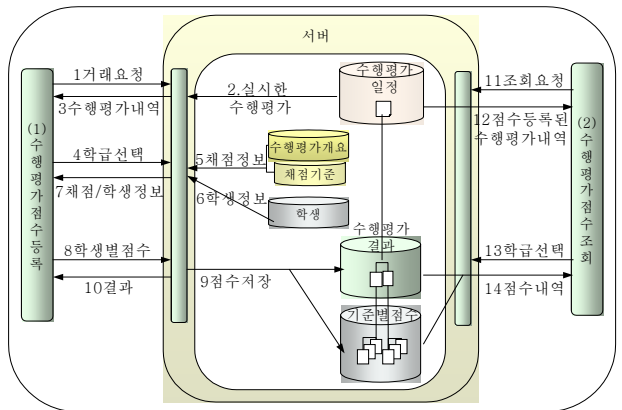 서버
1거래요청
3수행평가내역
2.실시한
수행평가
수행평가
일정
11조회요청
12점수등록된
수행평가내역
(1)
수
행
평
가
점
수
등
록
(2)
수
행
평
가
점
수
조
회
4학급선택
5채점정보
수행평가개요
채점기준
7채점/학생정보
6학생정보
학생
8학생별점수
10결과
9점수저장
수행평가
결과
13학급선택
14점수내역
기준별점수